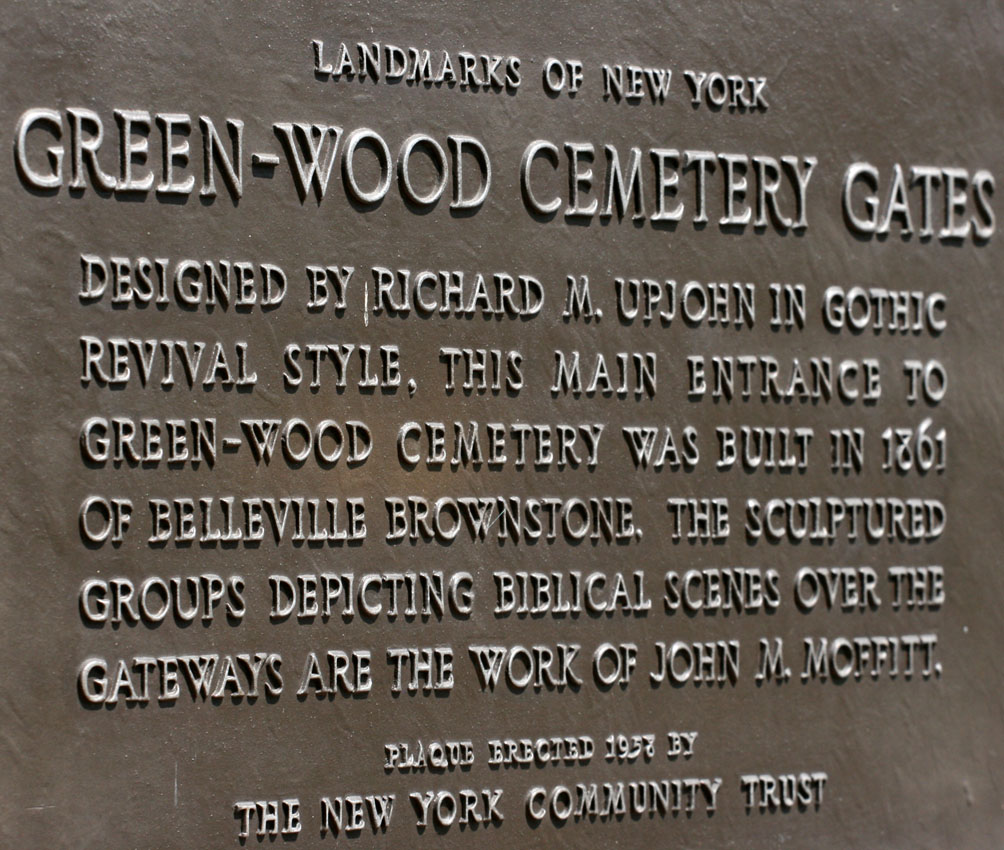 LANDMARKS OF NEW YORK
GREEN-WOOD CEMETERY GATES
DESIGNED BY RICHARD M. UPJOHN IN GOTHIC
REVIVAL STYLE, THIS MAIN ENTRANCE TO
GREEN-WOOD CEMETERY WAS BUILT IN 1861
OF BELLEVILLE BROWNSTONE. THE SCULPTURED
GROUPS DEPICTING BIBLICAL SCENES OVER THE
GATEWAYS ARE THE WORK OF JOHN M. MOFFITT.
PLAQUE ERECTED 1958 BY
THE NEW YORK COMMUNITY TRUST